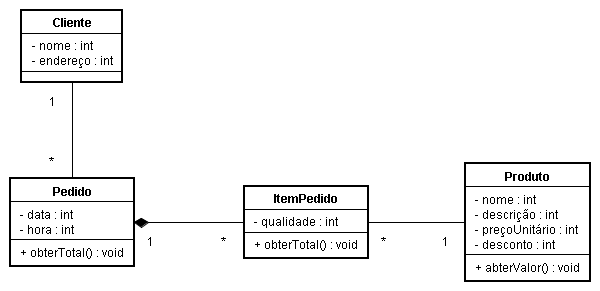 Cliente
- nome : int
- endereço : int
1
*
Pedido
- data : int
- hora : int
+ obterTotal() : void
1
*
ItemPedido
- qualidade : int
+ obterTotal() : void
*
1
Produto
- nome : int
- descrição : int
- preçoUnitário : int
- desconto : int
+ abterValor() : void